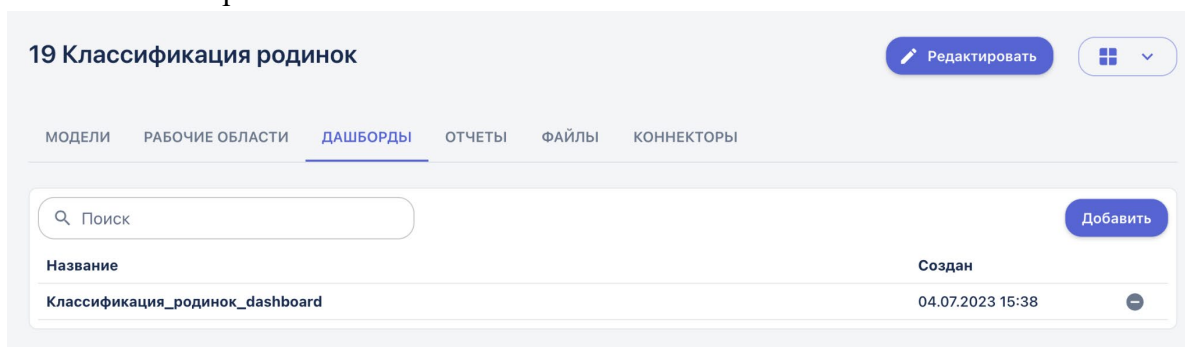 19 Классификация родинок
Редактировать
МОДЕЛИ РАБОЧИЕ ОБЛАСТИ ДАШБОРДЫ ОТЧЕТЫ ФАЙЛЫ КОННЕКТОРЫ
Поиск
Добавить
Название Создан
Классификация_родинок_dashboard 04.07.2023 15:38